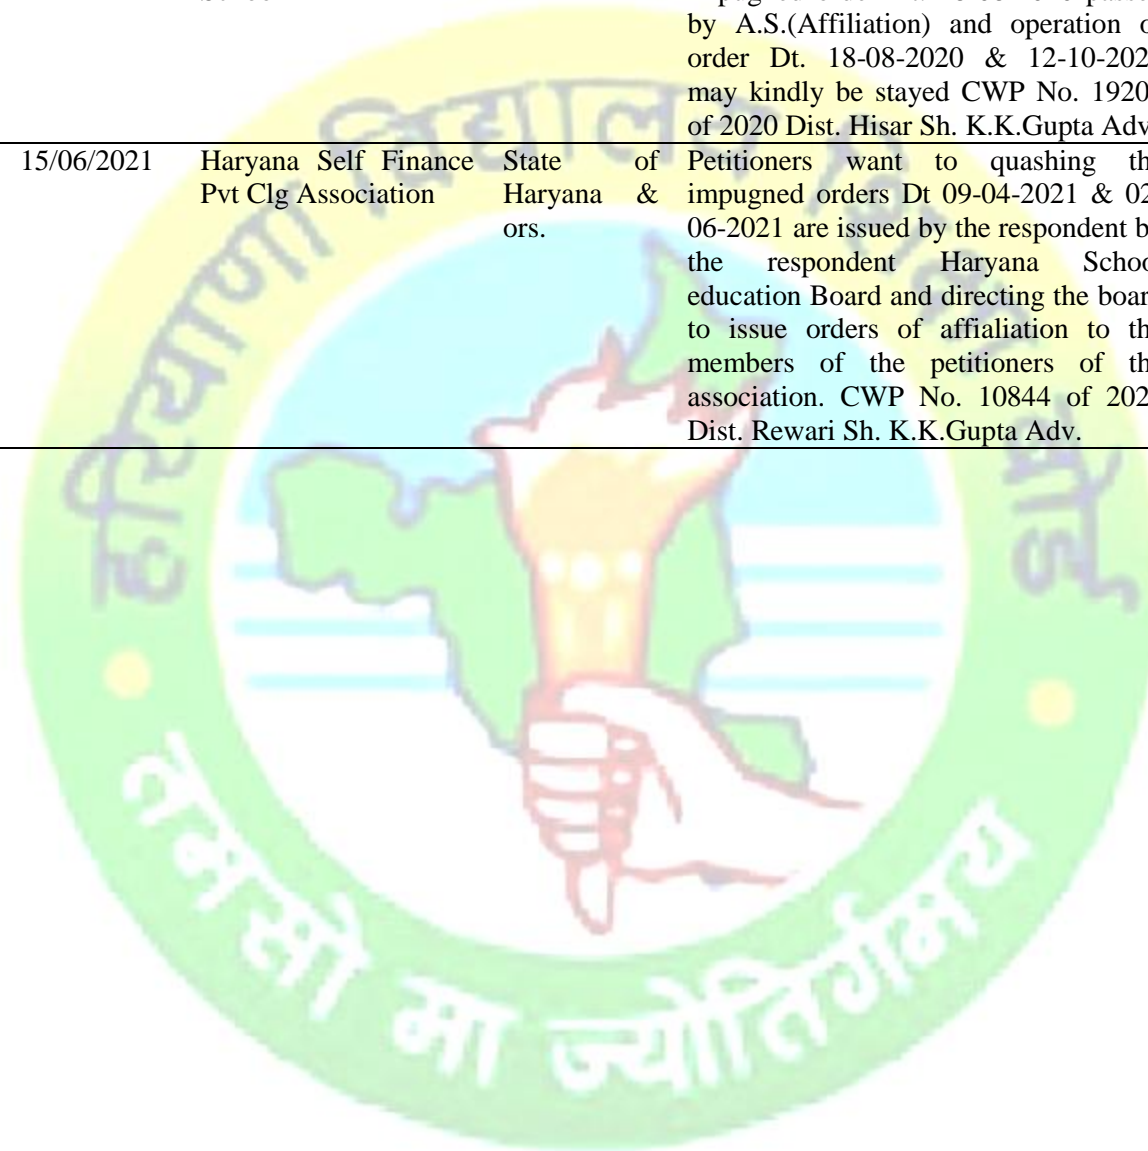 by A.S.(Affiliation) and operation
order Dt. 18-08-2020 & 12-10-202
may kindly be stayed CWP No. 1920
of 2020 Dist. Hisar Sh. K.K.Gupta Adv
15/06/2021 Haryana Self Finance State of Petitioners want to quashing th
Pvt Clg Association Haryana & impugned orders Dt 09-04-2021 & 02
ors. 06-2021 are issued by the respondent b
the respondent Haryana Schoo
education Board and directing the boar
to issue orders of affialiation to th
members of the petitioners of th
association. CWP No. 10844 of 202
Dist. Rewari Sh. K.K.Gupta Adv.
हरियाणा विद्यालय शिक्षा बोर्ड
तमसो मा ज्योतिर्गमय